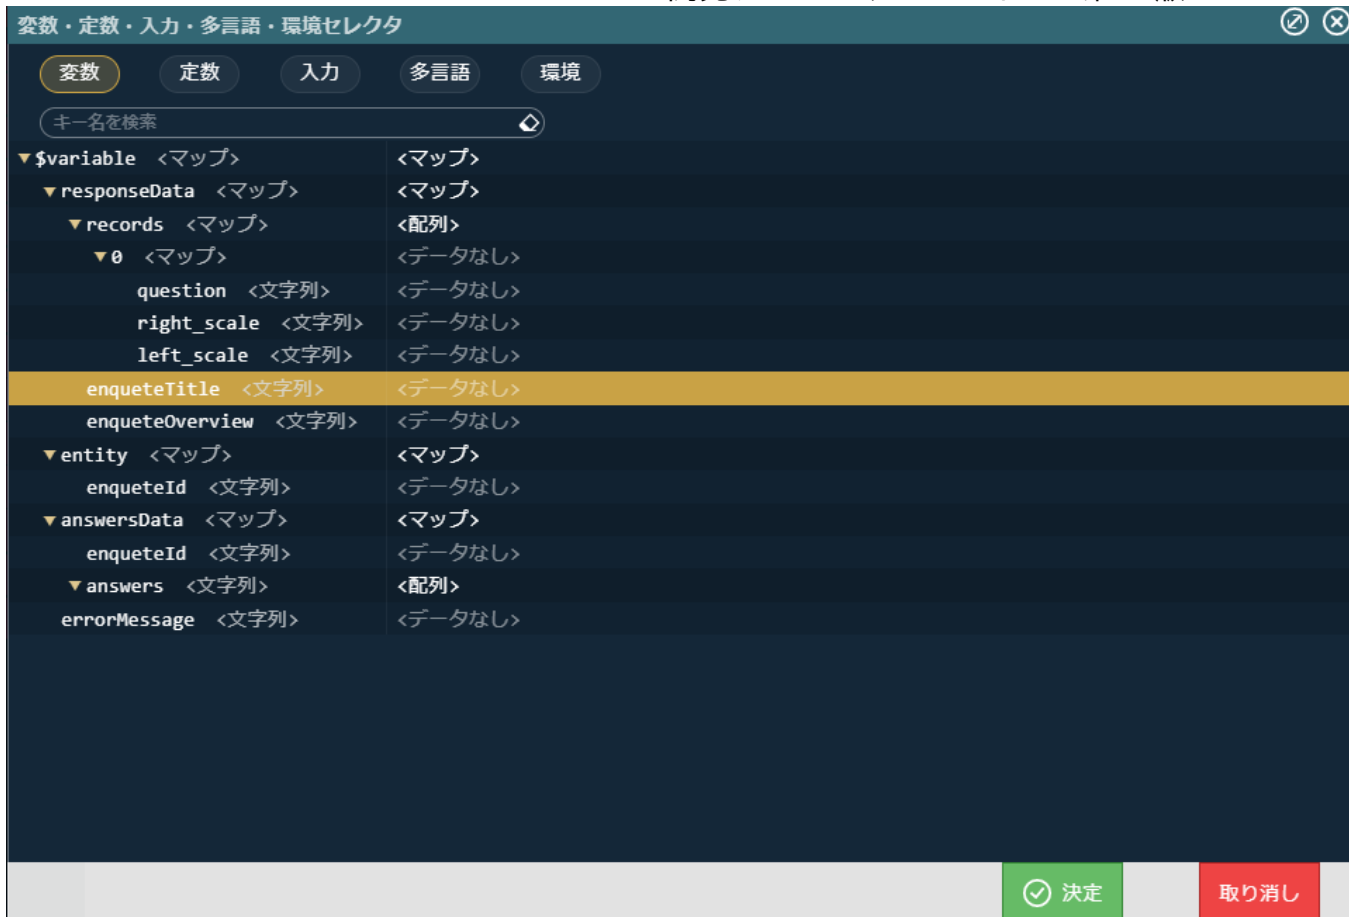 変数・定数・入力・多言語・環境セレクタ
変数 定数 入力 多言語 環境
キー名を検索
▼$variable <マップ> <マップ>
▼responseData <マップ> <マップ>
▼records <マップ> <配列>
▼0 <マップ> <データなし>
question <文字列> <データなし>
right_scale <文字列> <データなし>
left_scale <文字列> <データなし>
enqueteTitle <文字列> <データなし>
enqueteOverview <文字列> <データなし>
▼entity <マップ> <マップ>
enqueteId <文字列> <データなし>
▼answersData <マップ> <マップ>
enqueteId <文字列> <データなし>
▼answers <文字列> <配列>
errorMessage <文字列> <データなし>
決定 取り消し